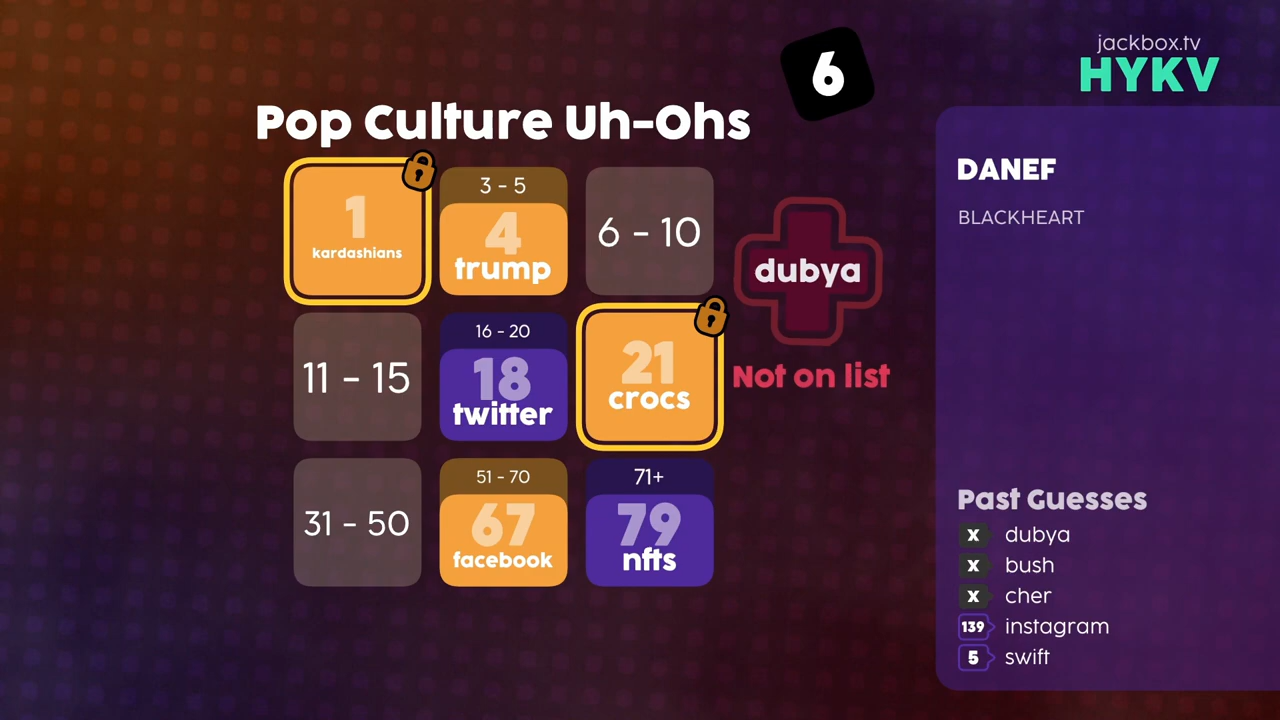 jackbox.tv
HYKV
6
Pop Culture Uh-Ohs
1
kardashians
3 - 5
4
trump
6 - 10
dubya
Not on list
11 - 15
16 - 20
18
twitter
21
crocs
31 - 50
51 - 70
67
facebook
71+
79
nfts
DANEF
BLACKHEART
Past Guesses
X dubya
X bush
X cher
139 instagram
5 swift